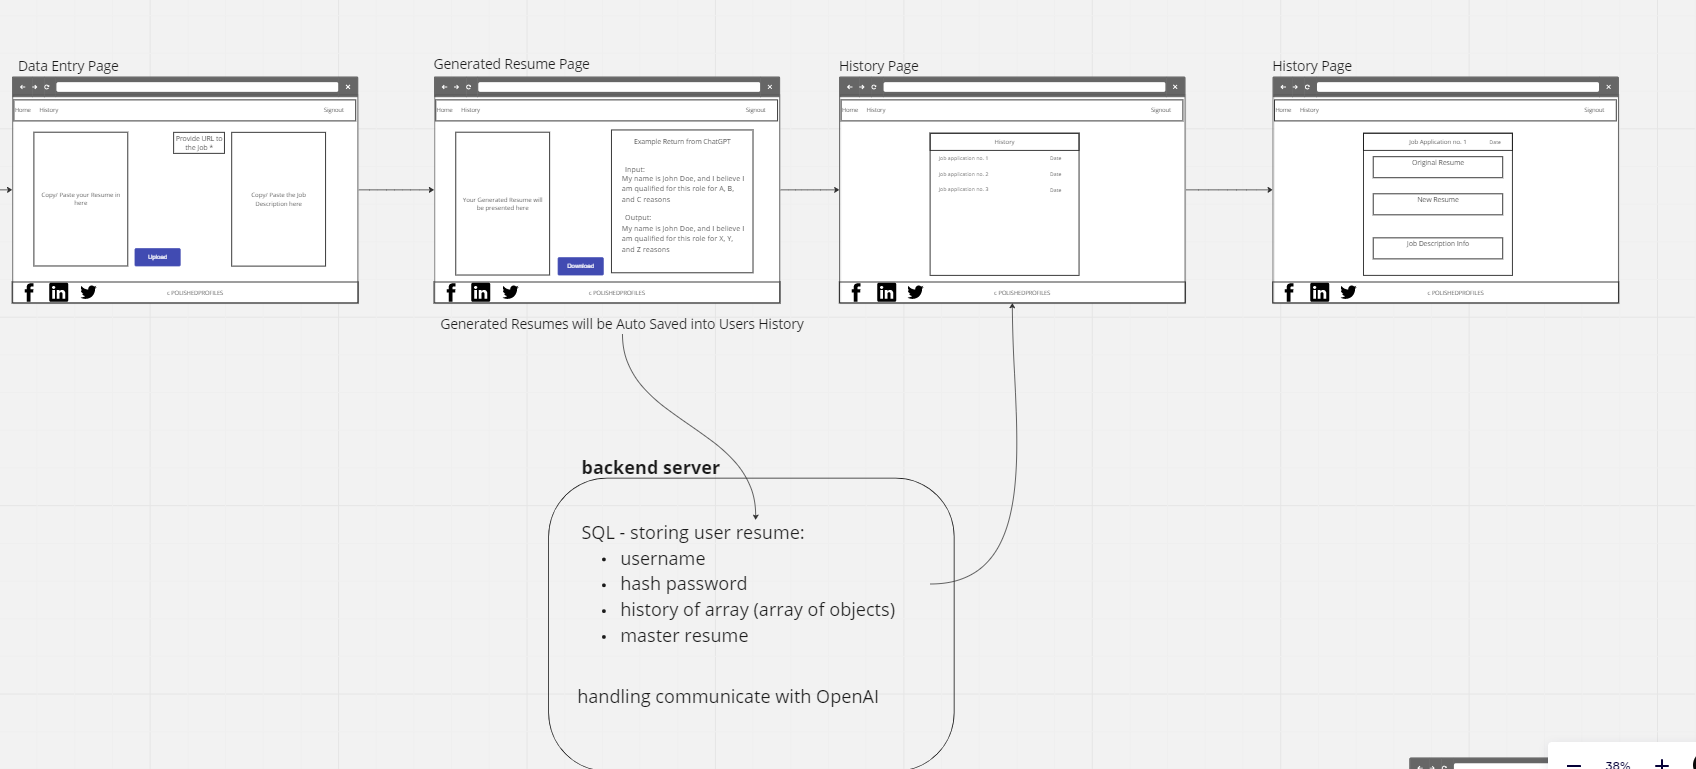 Data Entry Page
Home History Signout
Provide URL to
the Job *
Copy/ Paste your Resume in
here
Copy/ Paste the Job
Description here
Upload
f in
c POLISHEDPROFILES
Generated Resume Page
Home History Signout
Your Generated Resume will
be presented here
Example Return from ChatGPT
Input:
My name is John Doe, and I believe I
am qualified for this role for A, B,
and C reasons
Output:
My name is John Doe, and I believe I
am qualified for this role for X, Y,
and Z reasons
Download
f in
c POLISHEDPROFILES
Generated Resumes will be Auto Saved into Users History
History Page
Home History Signout
History
Job application no. 1 Date
Job application no. 2 Date
Job application no. 3 Date
f in
c POLISHEDPROFILES
History Page
Home History Signout
Job Application no. 1 Date
Original Resume
New Resume
Job Description Info
f in
c POLISHEDPROFILES
backend server
SQL - storing user resume:
• username
• hash password
• history of array (array of objects)
• master resume
handling communicate with OpenAI
38%